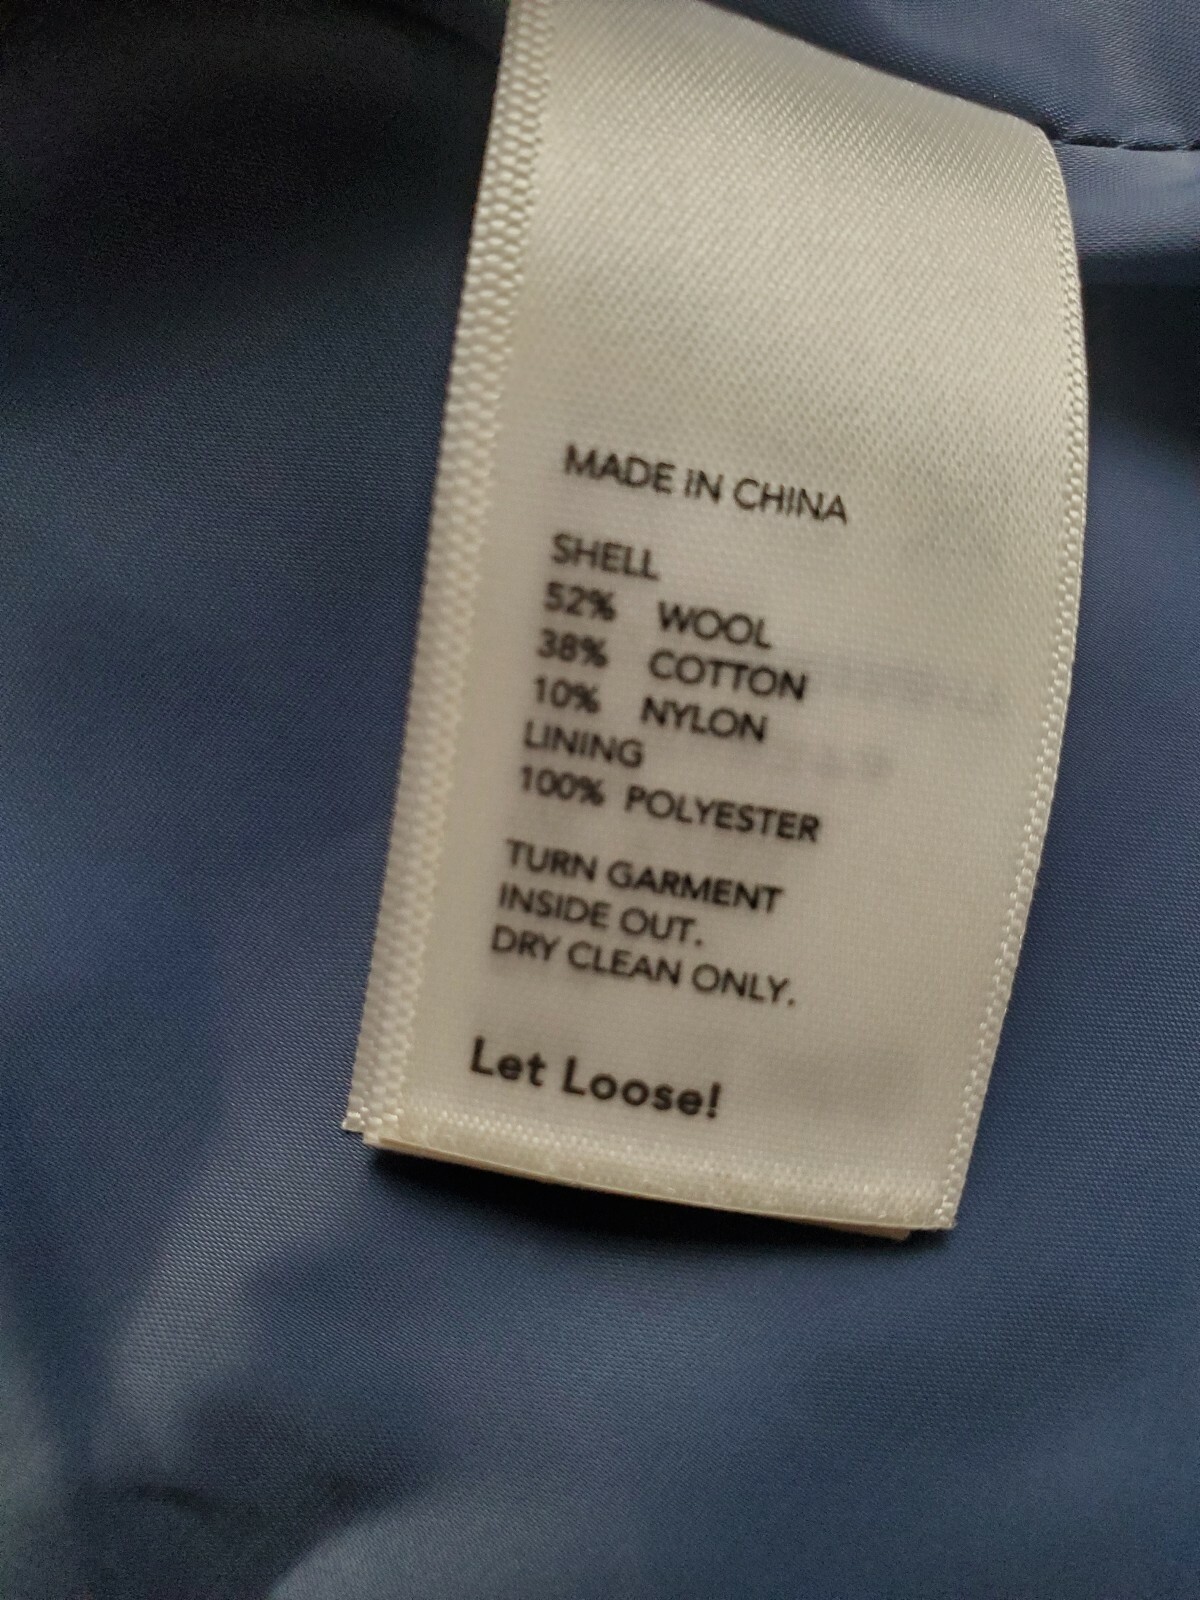 MADE IN CHINA
SHELL
52% WOOL
38% COTTON
10% NYLON
LINING
100% POLYESTER
TURN GARMENT
INSIDE OUT.
DRY CLEAN ONLY.
Let Loose!